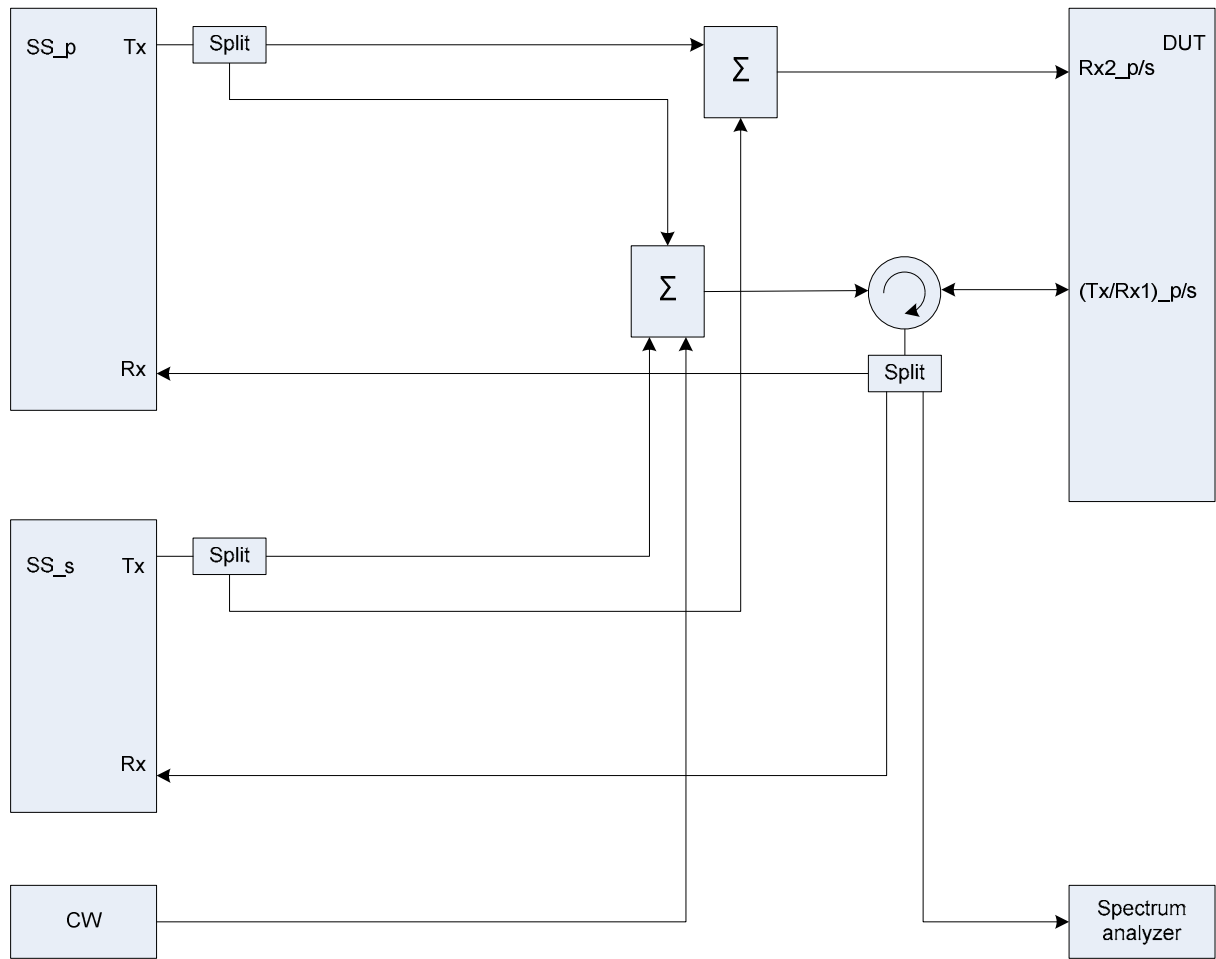 SS_p
Tx
Split
Σ
DUT
Rx2_p/s
Σ
(Tx/Rx1)_p/s
Rx
Split
SS_s
Tx
Split
Rx
CW
Spectrum
analyzer